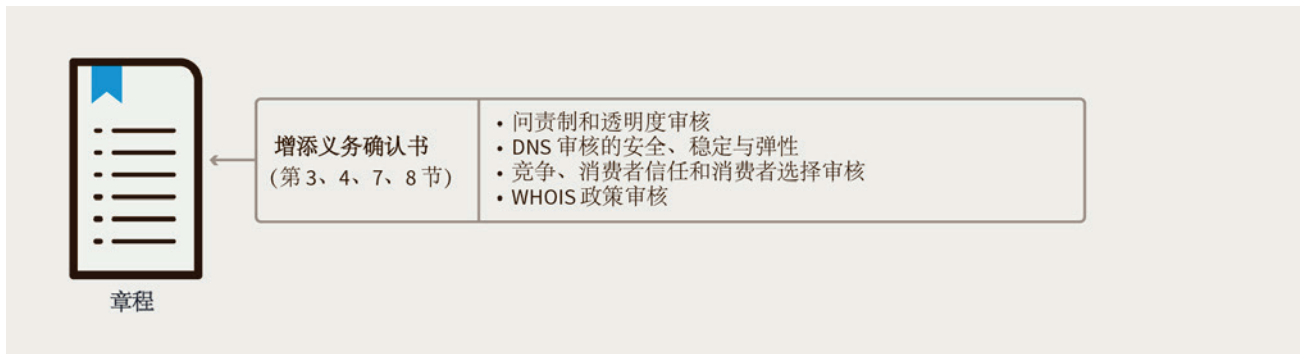 增添义务确认书
(第 3、4、7、8 节)
• 问责制和透明度审核
• DNS 审核的安全、稳定与弹性
• 竞争、消费者信任和消费者选择审核
• WHOIS 政策审核
章程